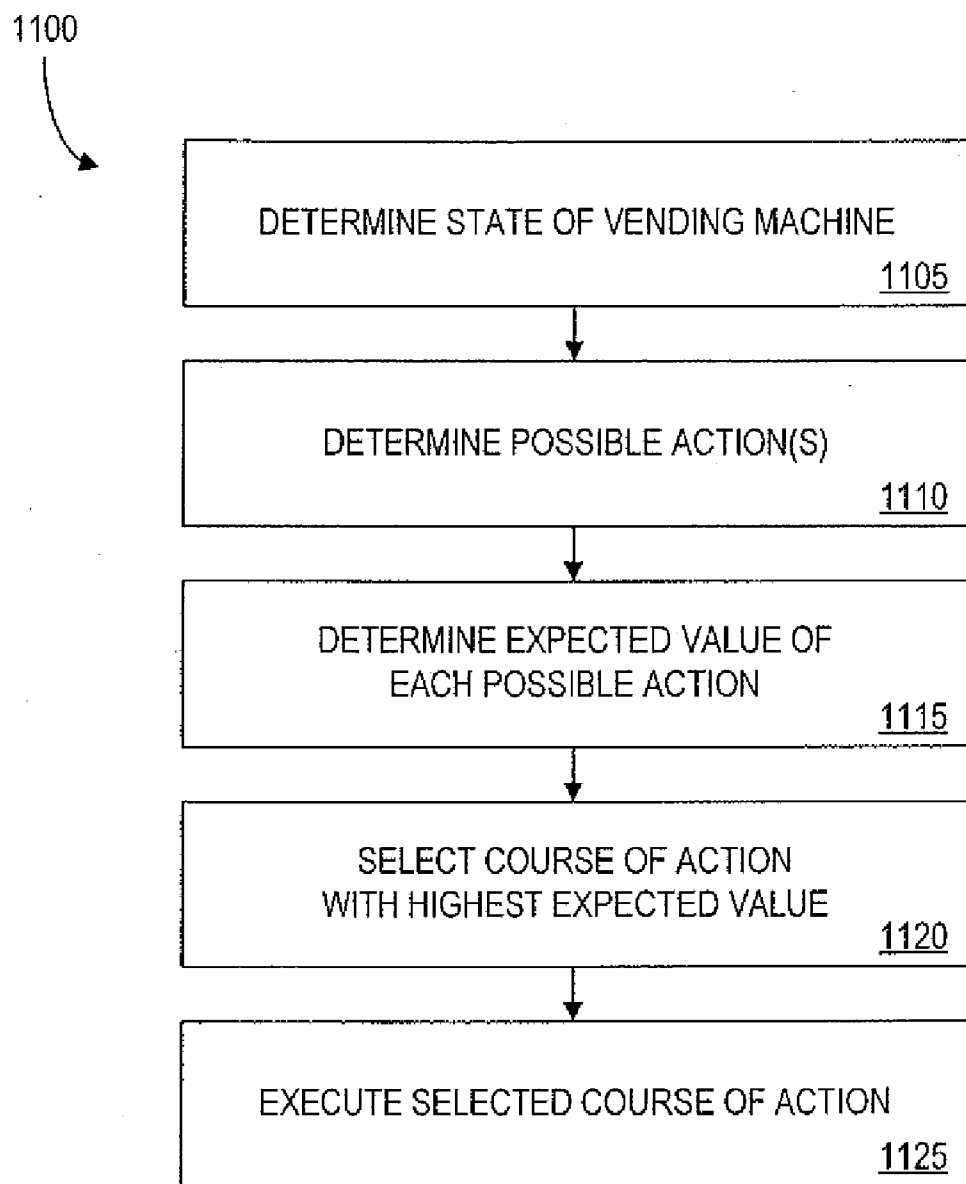 1100
DETERMINE STATE OF VENDING MACHINE
1105
DETERMINE POSSIBLE ACTION(S)
1110
DETERMINE EXPECTED VALUE OF
EACH POSSIBLE ACTION
1115
SELECT COURSE OF ACTION
WITH HIGHEST EXPECTED VALUE
1120
EXECUTE SELECTED COURSE OF ACTION
1125